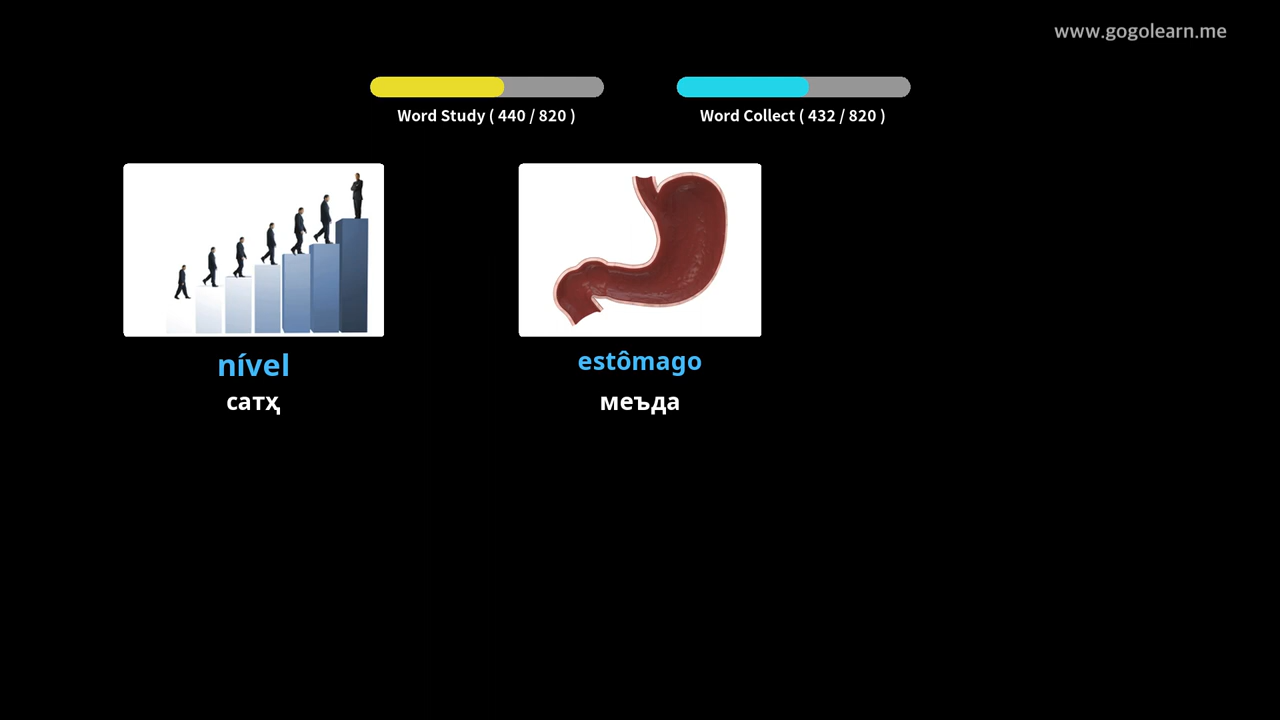 www.gogolearn.me
Word Study ( 440 / 820 )
Word Collect ( 432 / 820 )
nível
сатҳ
estômago
меъда